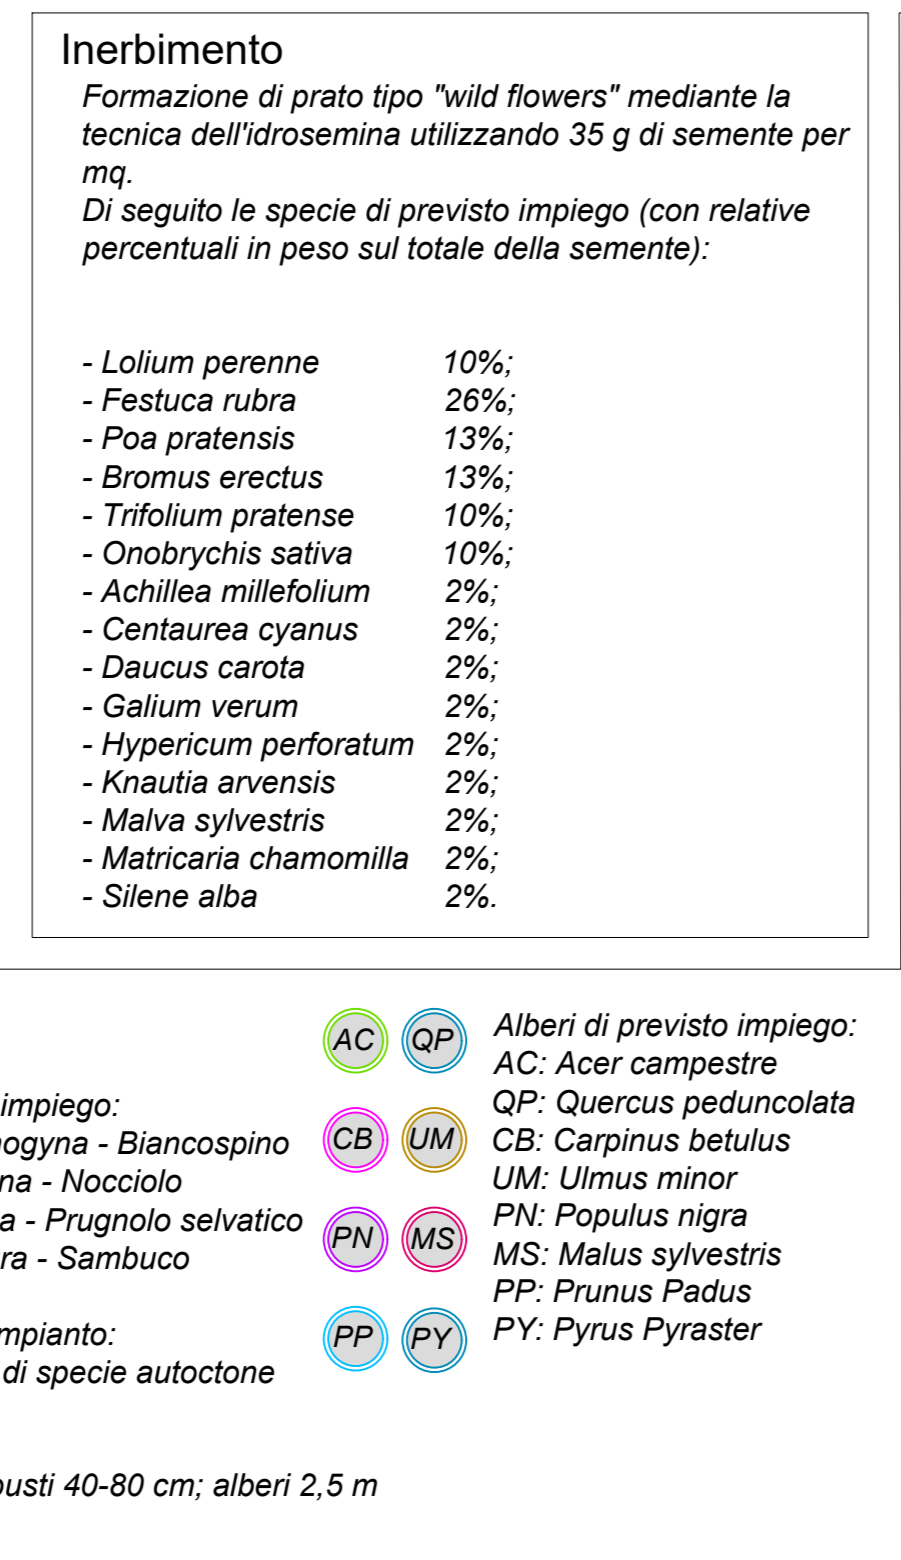 Inerbimento
Formazione di prato tipo "wild flowers" mediante la
tecnica dell'idrosemina utilizzando 35 g di semente per
mq.
Di seguito le specie di previsto impiego (con relative
percentuali in peso sul totale della semente):
- Lolium perenne 10%;
- Festuca rubra 26%;
- Poa pratensis 13%;
- Bromus erectus 13%;
- Trifolium pratense 10%;
- Onobrychis sativa 10%;
- Achillea millefolium 2%;
- Centaurea cyanus 2%;
- Daucus carota 2%;
- Galium verum 2%;
- Hypericum perforatum 2%;
- Knautia arvensis 2%;
- Malva sylvestris 2%;
- Matricaria chamomilla 2%;
- Silene alba 2%.
impiego:
ogyna - Biancospino
na - Nocciolo
a - Prugnolo selvatico
ra - Sambuco
mpianto:
di specie autoctone
busti 40-80 cm; alberi 2,5 m
AC QP
CB UM
PN MS
PP PY
Alberi di previsto impiego:
AC: Acer campestre
QP: Quercus peduncolata
CB: Carpinus betulus
UM: Ulmus minor
PN: Populus nigra
MS: Malus sylvestris
PP: Prunus Padus
PY: Pyrus Pyraster